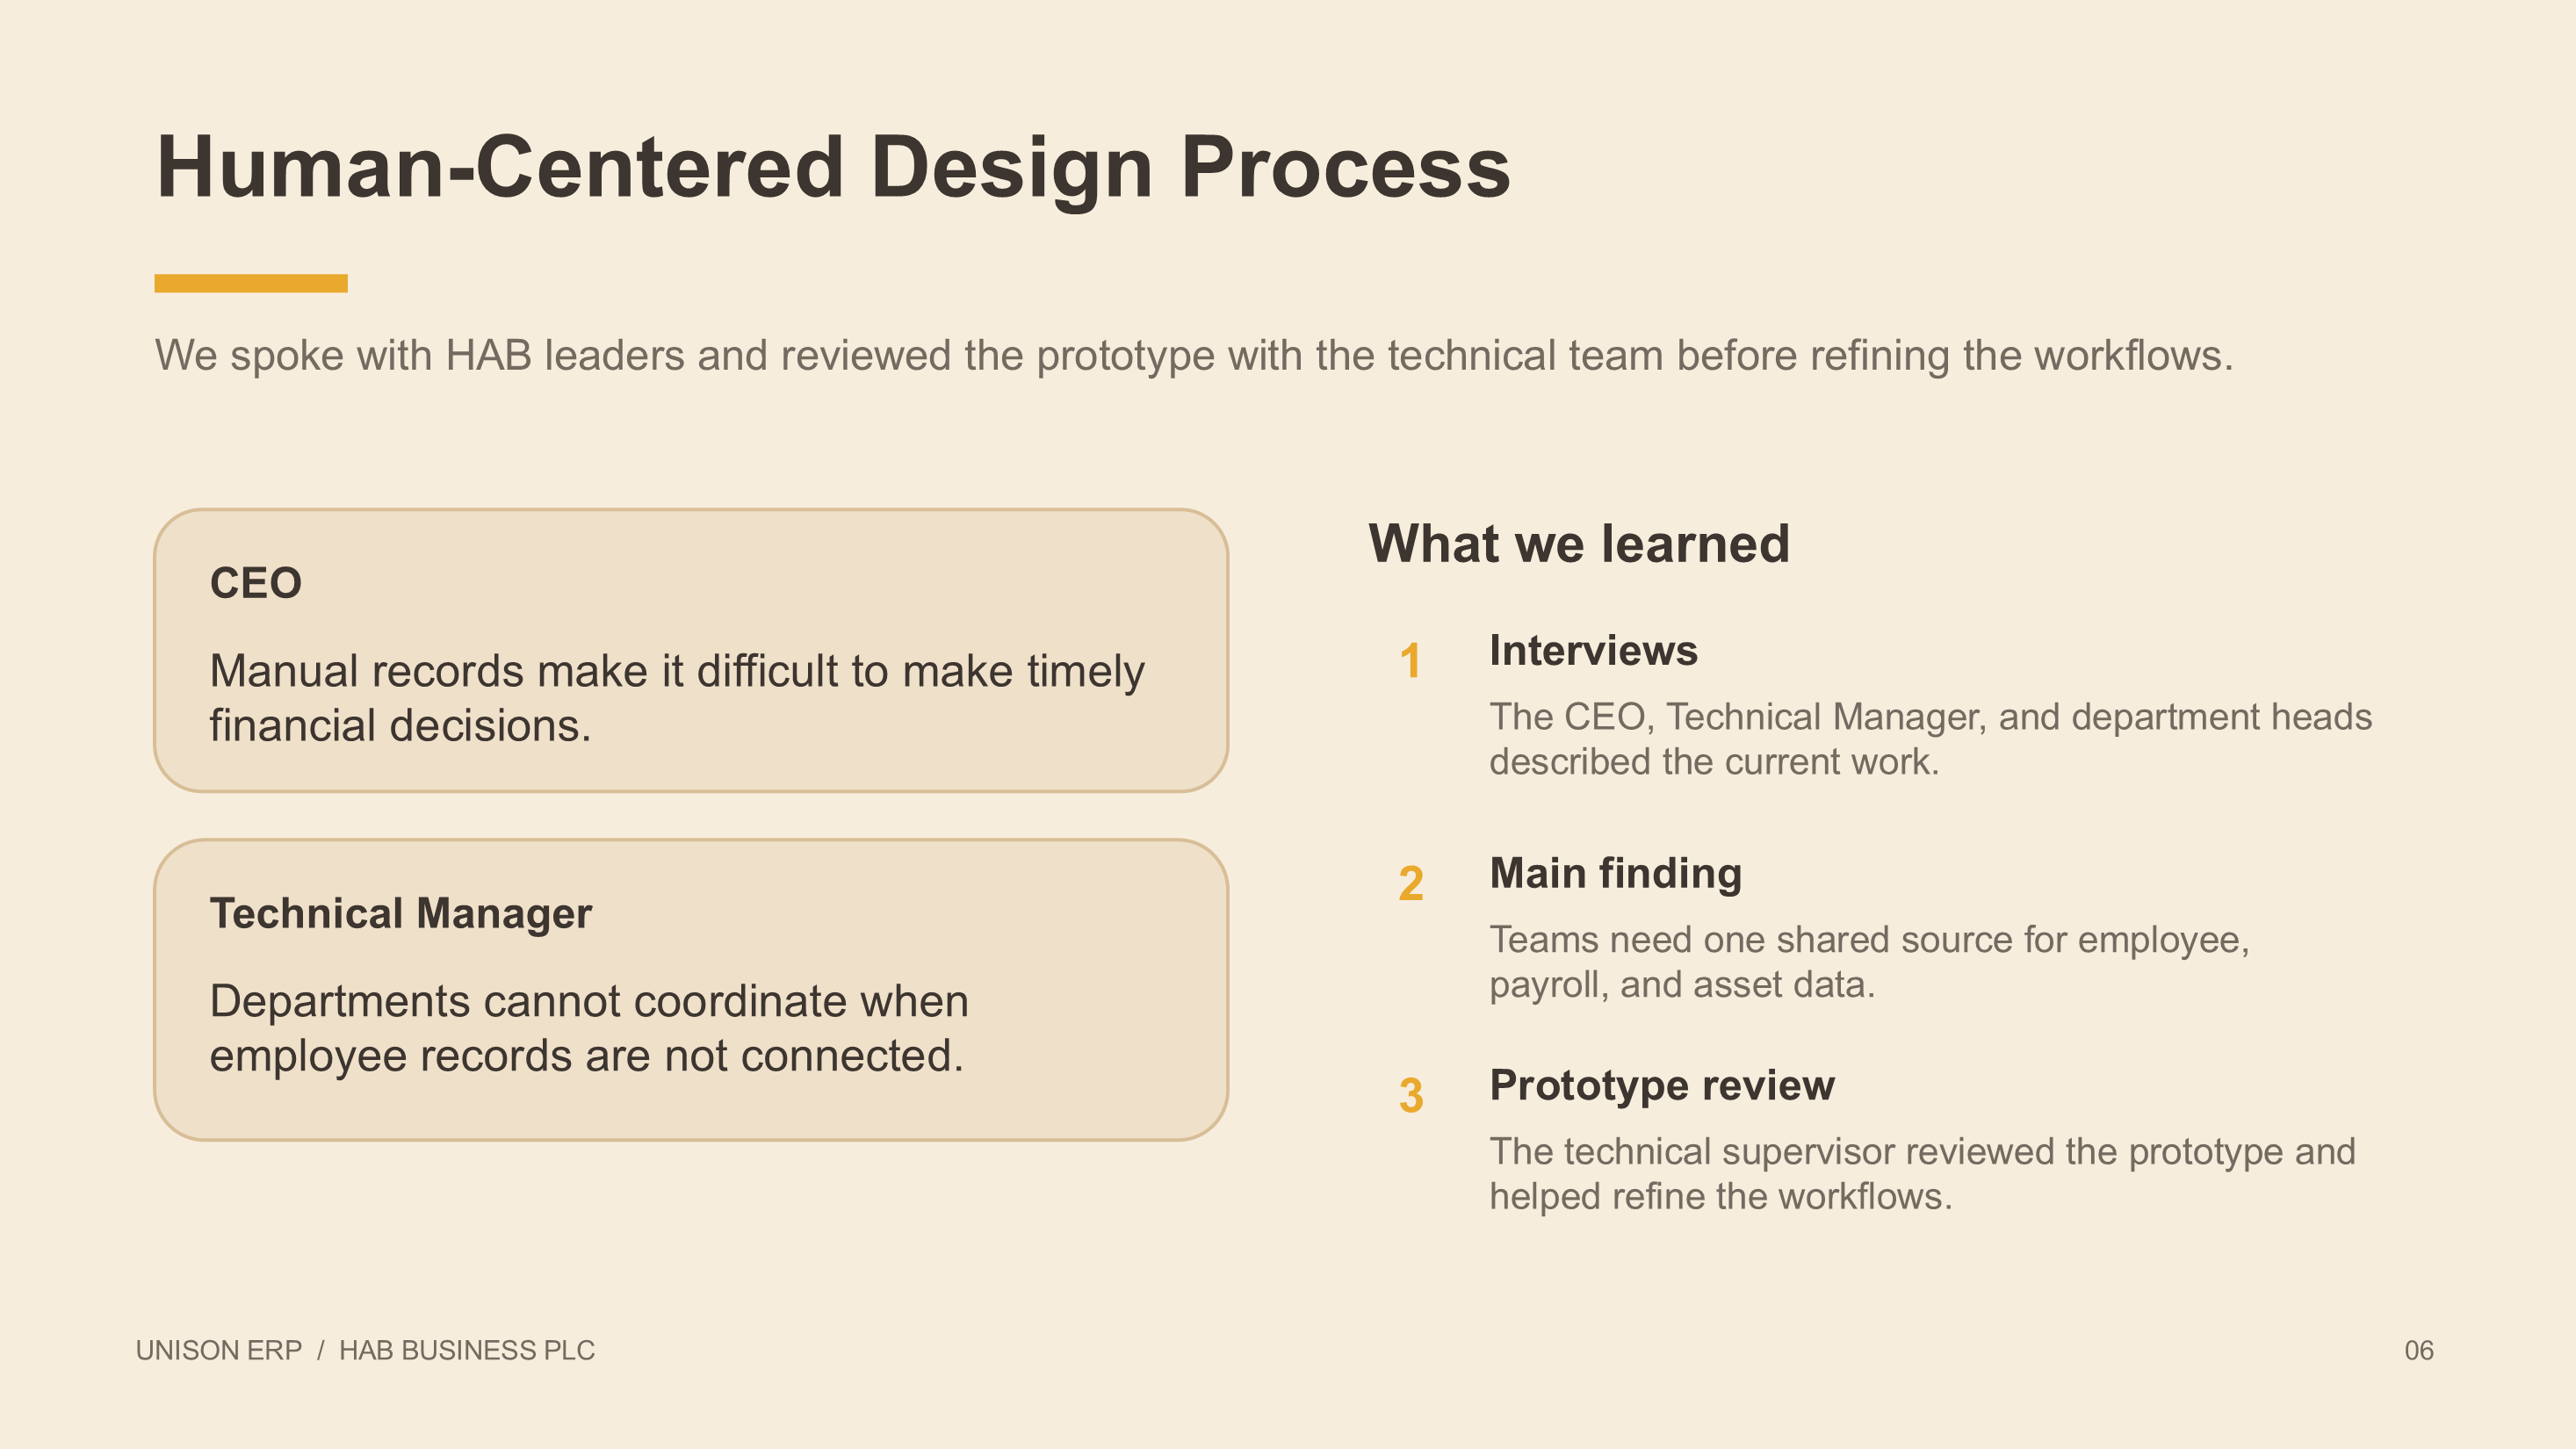 Human-Centered Design Process
We spoke with HAB leaders and reviewed the prototype with the technical team before refining the workflows.
CEO
Manual records make it difficult to make timely
financial decisions.
Technical Manager
Departments cannot coordinate when
employee records are not connected.
What we learned
1 Interviews
The CEO, Technical Manager, and department heads
described the current work.
2 Main finding
Teams need one shared source for employee,
payroll, and asset data.
3 Prototype review
The technical supervisor reviewed the prototype and
helped refine the workflows.
UNISON ERP / HAB BUSINESS PLC
06